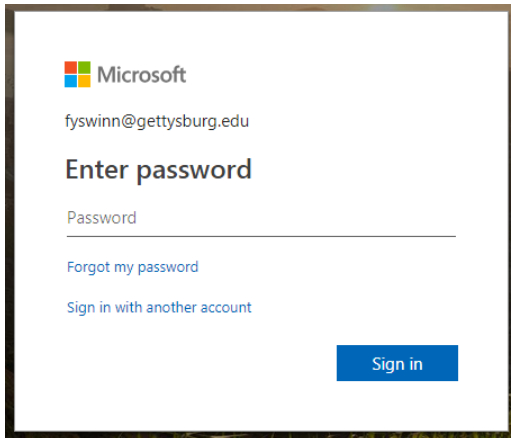 Microsoft
fyswinn@gettysburg.edu
Enter password
Password
Forgot my password
Sign in with another account
Sign in